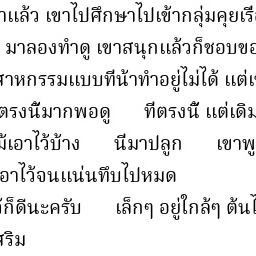 าแล้ว เขาไปศึกษาไปเข้ากลุ่มคุยเรื
มาลองทำดู เขาสนุกแล้วก็ชอบขอ
สาหกรรมแบบที่น้าทำอยู่ไม่ได้ แต่เ
ตรงนี้มากพอดู ที่ตรงนี้ แต่เดิม
ม้เอาไว้บ้าง นี่มาปลูก เขาพู
เอาไว้จนแน่นทึบไปหมด
ก็ดีนะครับ เล็กๆ อยู่ใกล้ๆ ต้นไ
สริม